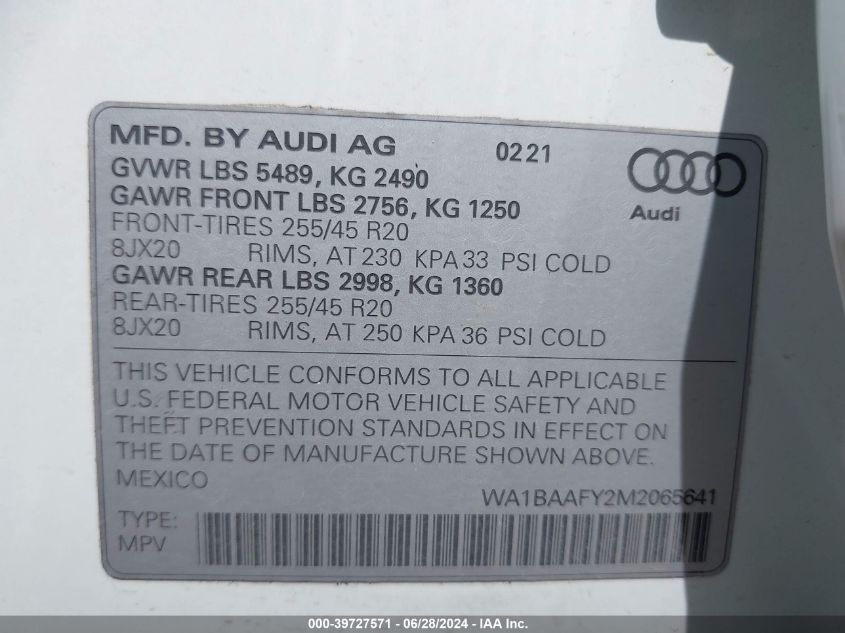 MFD. BY AUDI AG 0221
GVWR LBS 5489, KG 2490
GAWR FRONT LBS 2756, KG 1250
Audi
FRONT-TIRES 255/45 R20
8JX20 RIMS, AT 230 KPA 33 PSI COLD
GAWR REAR LBS 2998, KG 1360
REAR-TIRES 255/45 R20
8JX20 RIMS, AT 250 KPA 36 PSI COLD
THIS VEHICLE CONFORMS TO ALL APPLICABLE
U.S. FEDERAL MOTOR VEHICLE SAFETY AND
THEFT PREVENTION STANDARDS IN EFFECT ON
THE DATE OF MANUFACTURE SHOWN ABOVE.
MEXICO
WA1BAAFY2M2065641
TYPE:
MPV
000-39727571 - 06/28/2024 - IAA Inc.